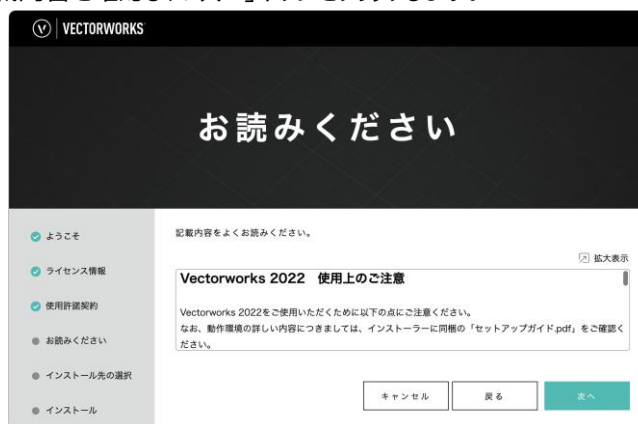 VECTORWORKS
お読みください
ようこそ
ライセンス情報
使用許諾契約
お読みください
インストール先の選択
インストール
記載内容をよくお読みください。
拡大表示
Vectorworks 2022 使用上のご注意
Vectorworks 2022をご使用いただくために以下の点にご注意ください。
なお、動作環境の詳しい内容につきましては、インストーラーに同梱の「セットアップガイド.pdf」をご確認く
ださい。
キャンセル
戻る
次へ